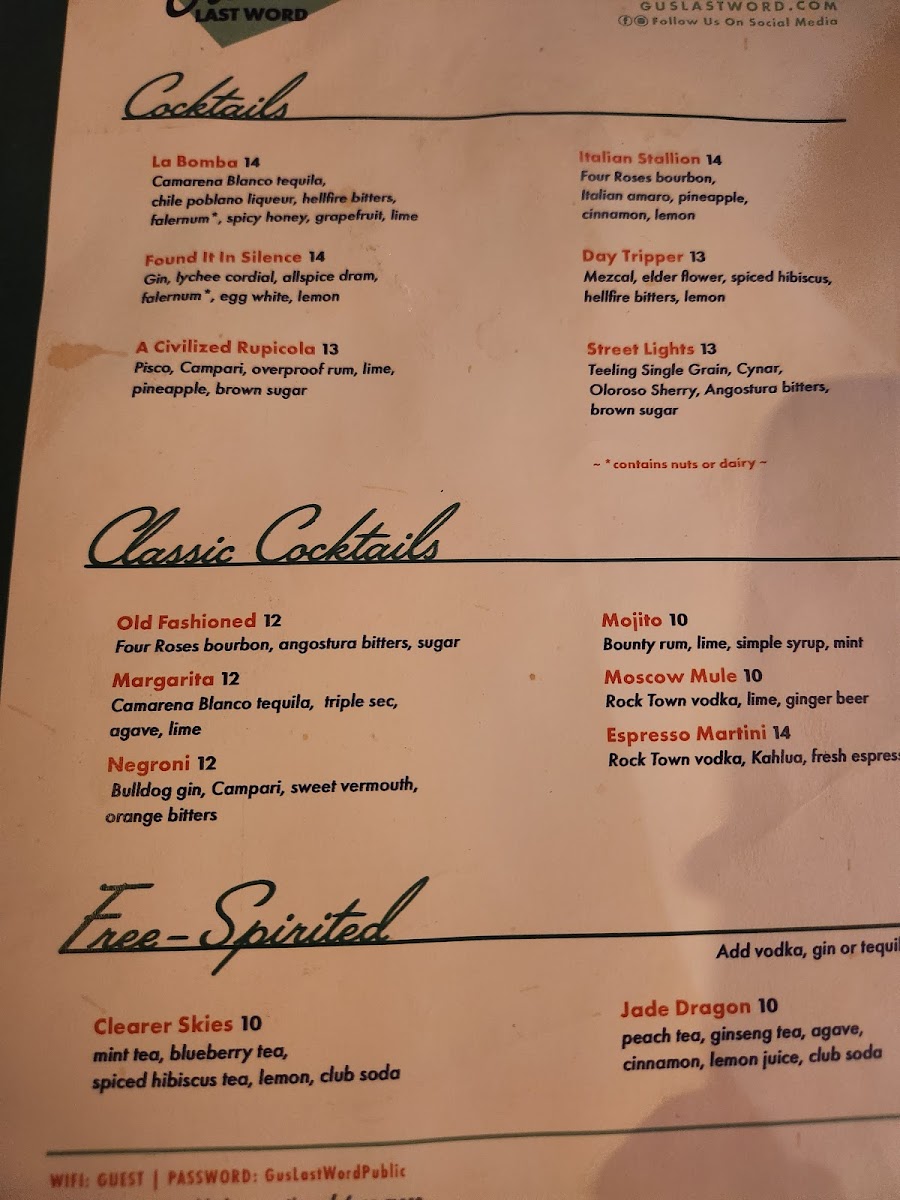 LAST WORD
GUSLASTWORD.COM
Follow Us On Social Media
Cocktails
La Bomba 14
Camarena Blanco tequila,
chile poblano liqueur, hellfire bitters,
falernum*, spicy honey, grapefruit, lime
Found It In Silence 14
Gin, lychee cordial, allspice dram,
falernum*, egg white, lemon
A Civilized Rupicola 13
Pisco, Campari, overproof rum, lime,
pineapple, brown sugar
Italian Stallion 14
Four Roses bourbon,
Italian amaro, pineapple,
cinnamon, lemon
Day Tripper 13
Mezcal, elder flower, spiced hibiscus,
hellfire bitters, lemon
Street Lights 13
Teeling Single Grain, Cynar,
Oloroso Sherry, Angostura bitters,
brown sugar
~ *contains nuts or dairy ~
Classic Cocktails
Old Fashioned 12
Four Roses bourbon, angostura bitters, sugar
Margarita 12
Camarena Blanco tequila, triple sec,
agave, lime
Negroni 12
Bulldog gin, Campari, sweet vermouth,
orange bitters
Mojito 10
Bounty rum, lime, simple syrup, mint
Moscow Mule 10
Rock Town vodka, lime, ginger beer
Espresso Martini 14
Rock Town vodka, Kahlua, fresh espres
Free-Spirited
Add vodka, gin or tequil
Clearer Skies 10
mint tea, blueberry tea,
spiced hibiscus tea, lemon, club soda
Jade Dragon 10
peach tea, ginseng tea, agave,
cinnamon, lemon juice, club soda
WIFI: GUEST | PASSWORD: GusLastWordPublic